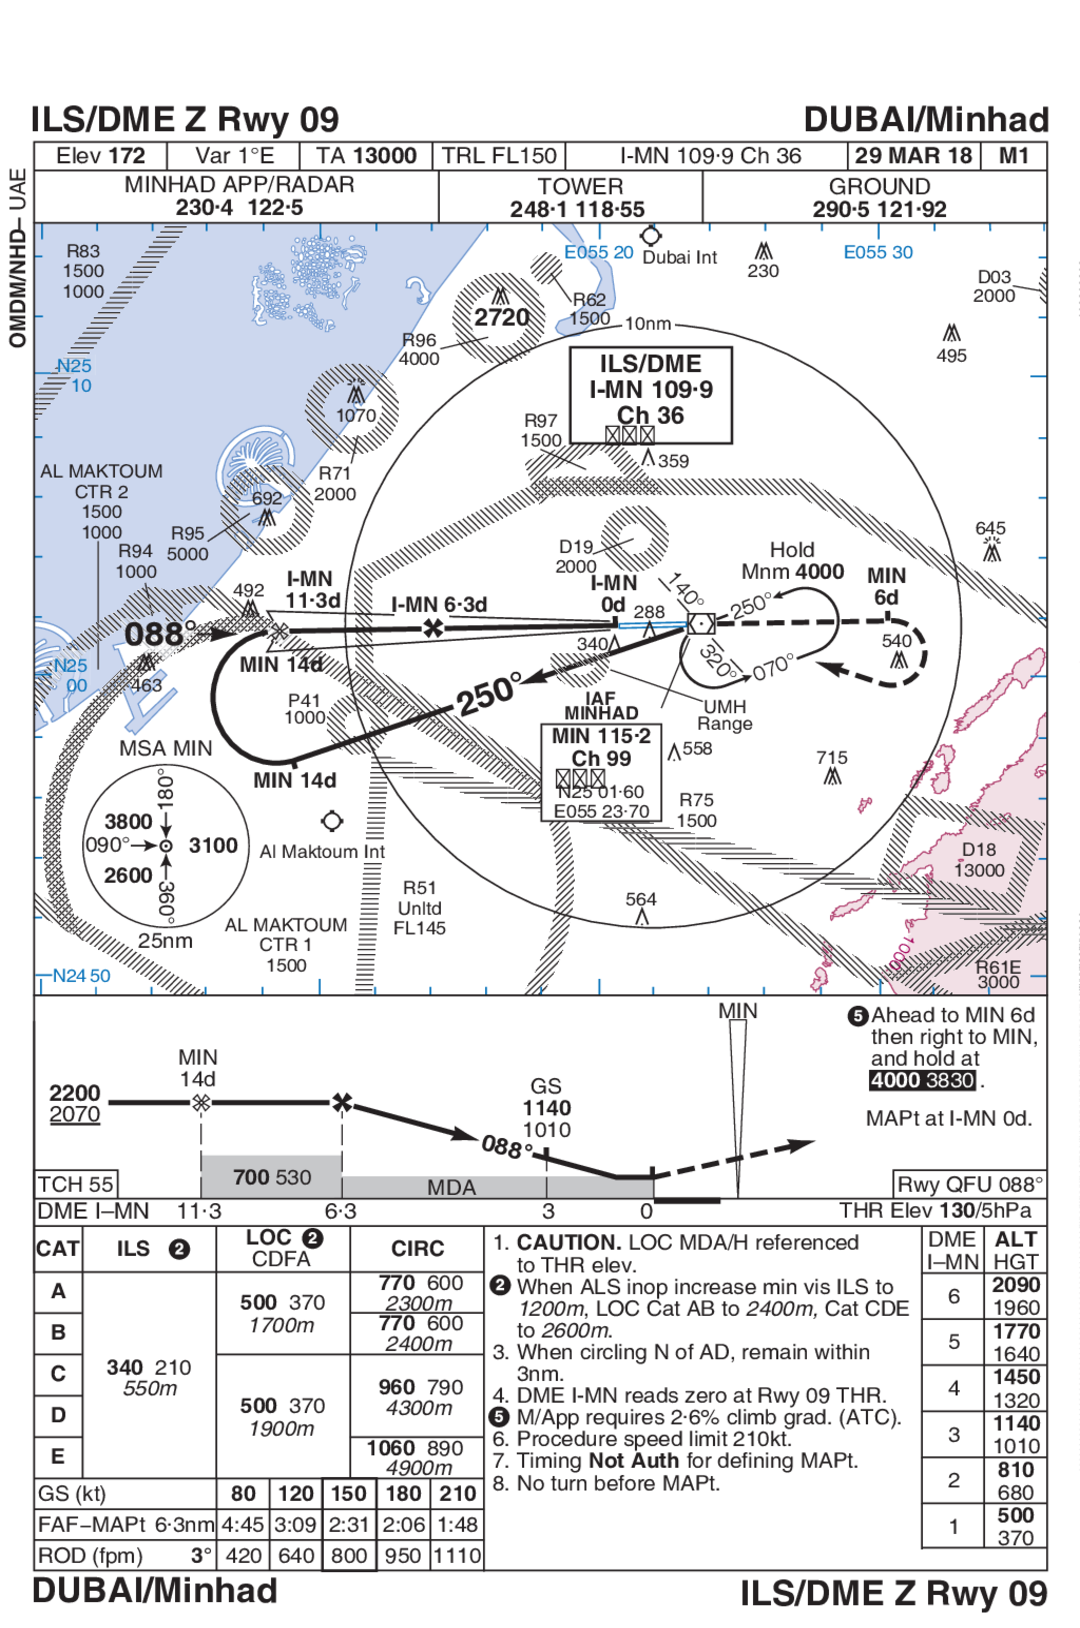 ILS/DME Z Rwy 09
DUBAI/Minhad
OMDM/NHD– UAE
Elev 172
Var 1°E
TA 13000
TRL FL150
I-MN 109·9 Ch 36
29 MAR 18
M1
MINHAD APP/RADAR
230·4 122·5
TOWER
248·1 118·55
GROUND
290·5 121·92
R83
1500
1000
E055 20
Dubai Int
230
E055 30
D03
2000
R62
1500
2720
R96
4000
10nm
495
N25
10
1070
ILS/DME
I-MN 109·9
Ch 36
R97
1500
359
R71
2000
AL MAKTOUM
CTR 2
1500
1000
692
R95
5000
R94
1000
D19
2000
645
Hold
Mnm 4000
492
I-MN
11·3d
I-MN 6·3d
I-MN
0d
288
140°
250°
MIN
6d
088°
340
540
N25
00
MIN 14d
320°
070°
463
P41
1000
250°
IAF
MINHAD
UMH
Range
MIN 115·2
Ch 99
N25 01·60
E055 23·70
558
715
MSA MIN
MIN 14d
180°
3800
090°
3100
2600
360°
25nm
R75
1500
Al Maktoum Int
D18
13000
R51
Unltd
FL145
564
AL MAKTOUM
CTR 1
1500
1000
N24 50
R61E
3000
MIN
5 Ahead to MIN 6d
then right to MIN,
and hold at
4000 3830 .
MAPt at I-MN 0d.
MIN
14d
2200
2070
GS
1140
1010
088°
700 530
MDA
TCH 55
Rwy QFU 088°
DME I–MN 11·3 6·3 3 0
THR Elev 130/5hPa
CAT
ILS 2
LOC 2
CDFA
CIRC
A
B
C
D
E
340 210
550m
500 370
1700m
500 370
1900m
770 600
2300m
770 600
2400m
960 790
4300m
1060 890
4900m
GS (kt) 80 120 150 180 210
FAF–MAPt 6·3nm 4:45 3:09 2:31 2:06 1:48
ROD (fpm) 3° 420 640 800 950 1110
1. CAUTION. LOC MDA/H referenced
to THR elev.
2 When ALS inop increase min vis ILS to
1200m, LOC Cat AB to 2400m, Cat CDE
to 2600m.
3. When circling N of AD, remain within
3nm.
4. DME I-MN reads zero at Rwy 09 THR.
5 M/App requires 2·6% climb grad. (ATC).
6. Procedure speed limit 210kt.
7. Timing Not Auth for defining MAPt.
8. No turn before MAPt.
DME
I–MN
ALT
HGT
6 2090
1960
5 1770
1640
4 1450
1320
3 1140
1010
2 810
680
1 500
370
DUBAI/Minhad
ILS/DME Z Rwy 09